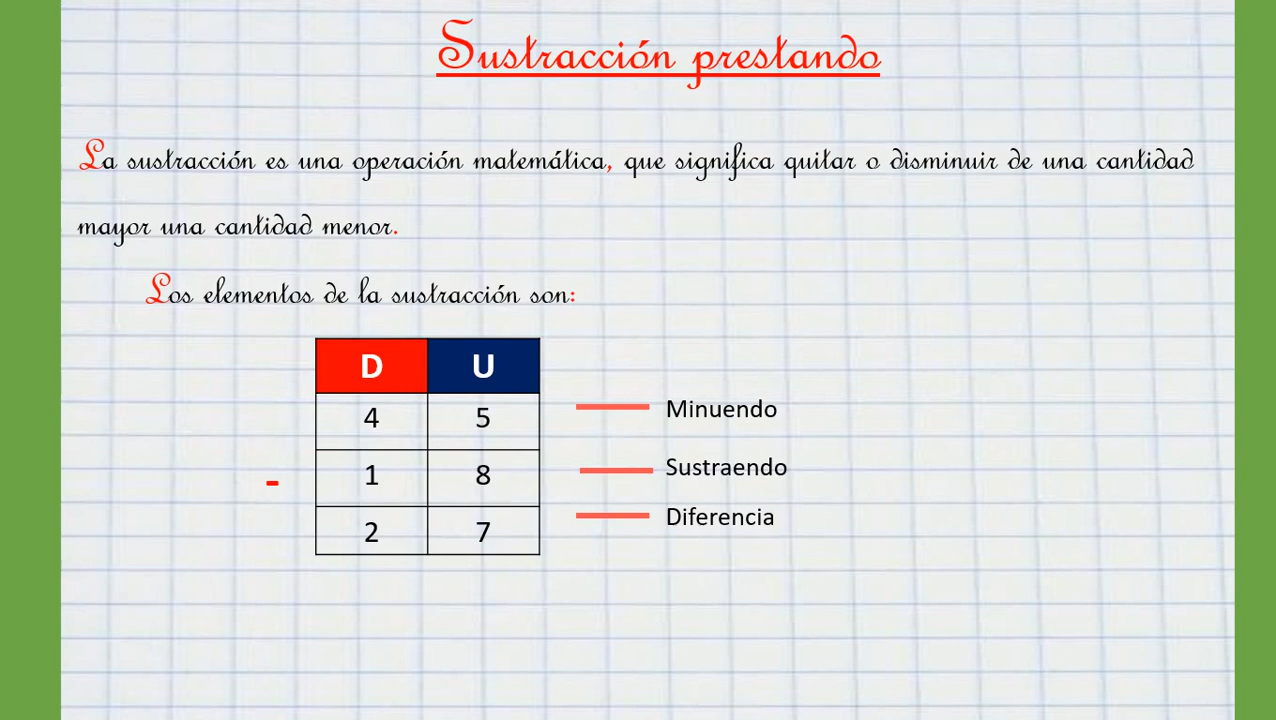 Sustracción prestando
La sustracción es una operación matemática, que significa quitar o disminuir de una cantidad
mayor una cantidad menor.
Los elementos de la sustracción son:
D U
4 5 Minuendo
- 1 8 Sustraendo
2 7 Diferencia